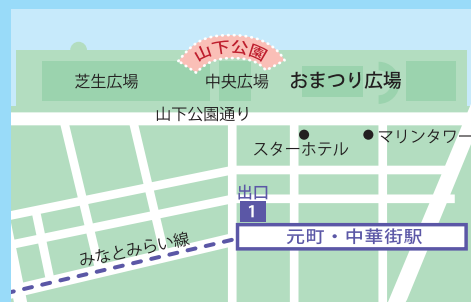 山下公園
芝生広場
中央広場
おまつり広場
山下公園通り
スターホテル
マリンタワー
出口
1
元町・中華街駅
みなとみらい線